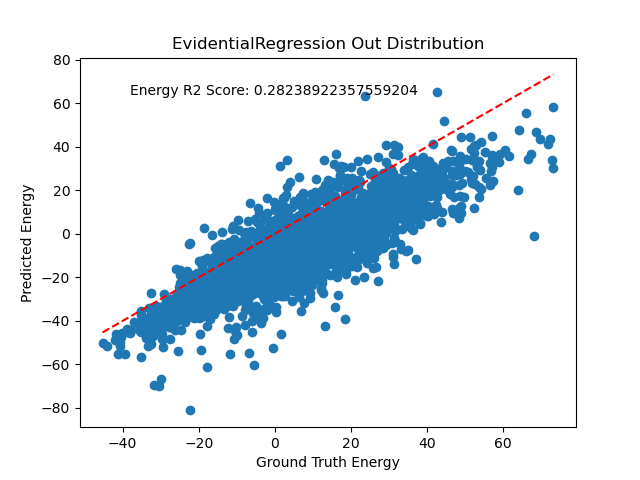 EvidentialRegression Out Distribution
Energy R2 Score: 0.28238922357559204
80
60
40
20
0
−20
−40
−60
−80
Predicted Energy
−40 −20 0 20 40 60
Ground Truth Energy